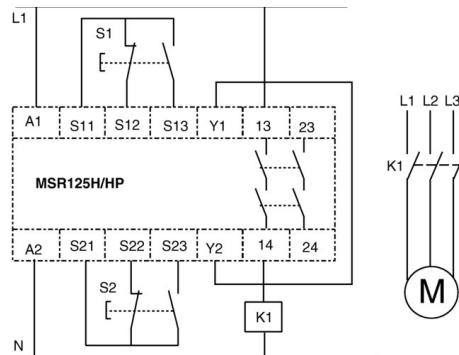 L1
S1
A1 S11 S12 S13 Y1 13 23
MSR125H/HP
A2 S21 S22 S23 Y2 14 24
S2
K1
N
L1 L2 L3
K1
M